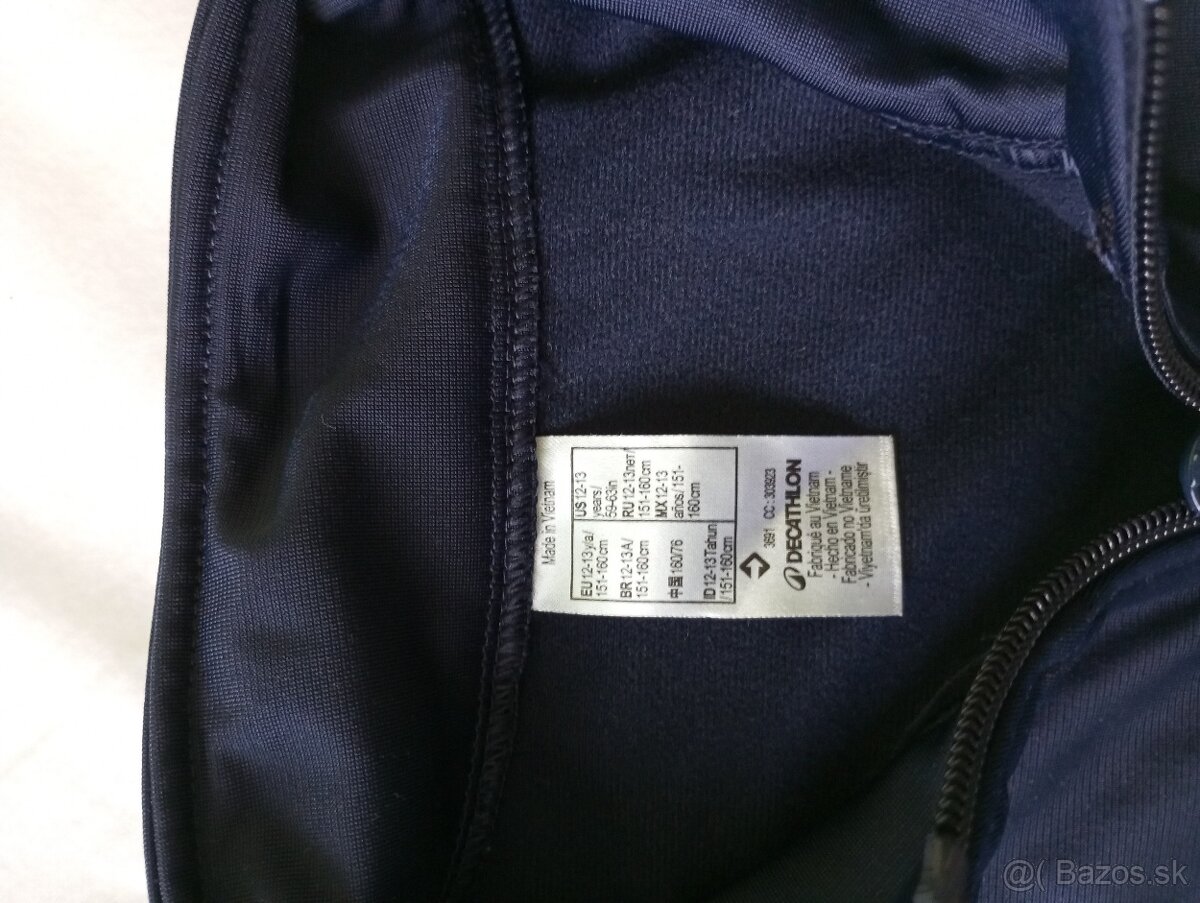 Made in Vietnam
EU 12-13 y/a/
151-160cm
US 12-13
years/
59-63in
BR 12-13 A/
151-160cm
RU 12-13лет/
151-160cm
中国 160/76
MX 12-13
años/151-
160cm
ID 12-13Tahun
/151-160cm
3691 CC : 303923
DECATHLON
Fabriqué au Vietnam
- Hecho en Vietnam -
Fabricado no Vietname
- Viyetnam'da üretilmiştir
@( Bazos.sk